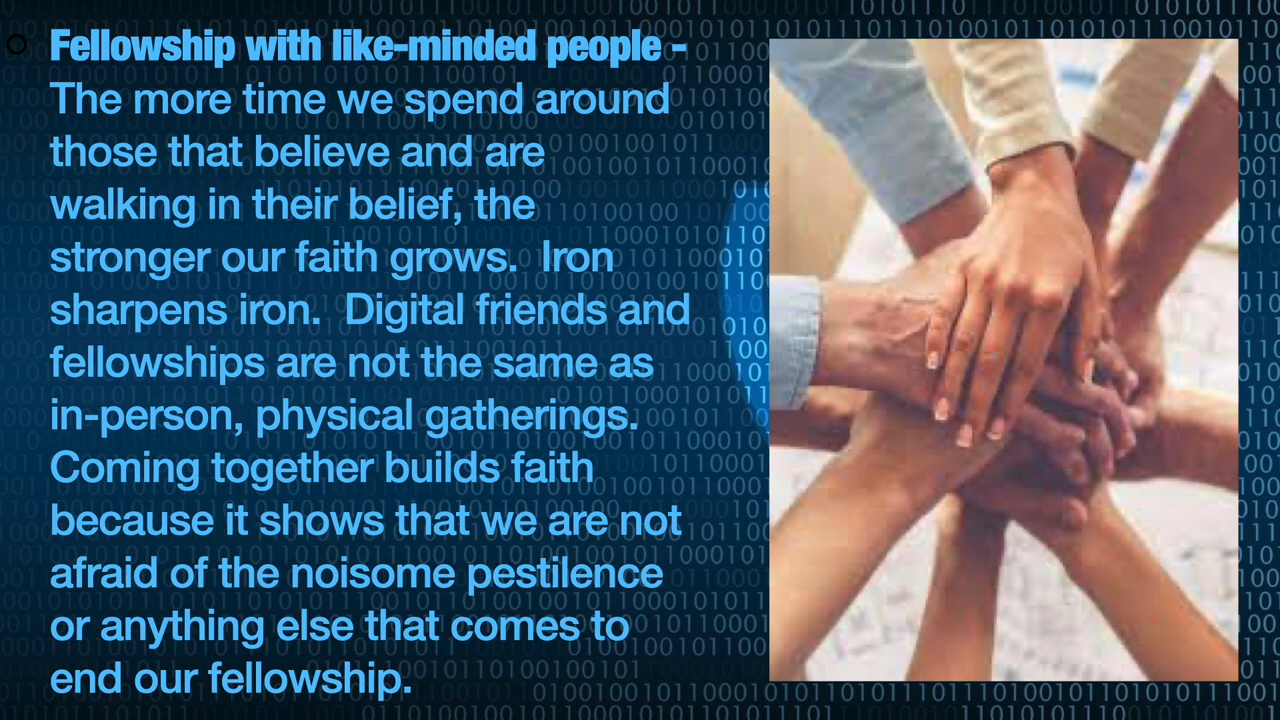 Fellowship with like-minded people -
The more time we spend around
those that believe and are
walking in their belief, the
stronger our faith grows.  Iron
sharpens iron.  Digital friends and
fellowships are not the same as
in-person, physical gatherings.
Coming together builds faith
because it shows that we are not
afraid of the noisome pestilence
or anything else that comes to
end our fellowship.